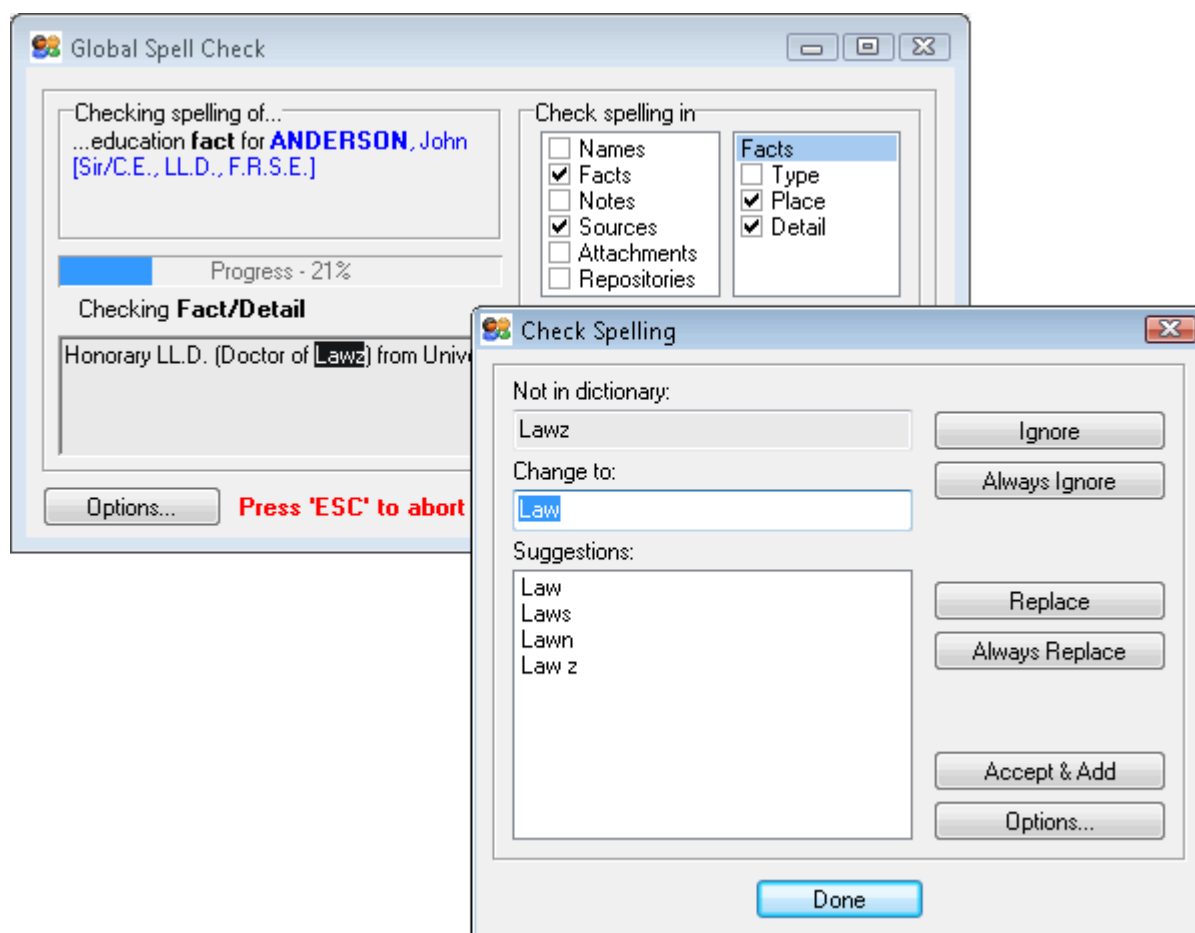 Global Spell Check
Checking spelling of...
...education fact for ANDERSON, John
[Sir/C.E., LL.D., F.R.S.E.]
Progress - 21%
Checking Fact/Detail
Honorary LL.D. (Doctor of Lawz) from Unive
Options...
Press 'ESC' to abort
Check spelling in
Names
Facts
Notes
Sources
Attachments
Repositories
Facts
Type
Place
Detail
Check Spelling
Not in dictionary:
Lawz
Change to:
Law
Suggestions:
Law
Laws
Lawn
Law z
Ignore
Always Ignore
Replace
Always Replace
Accept & Add
Options...
Done